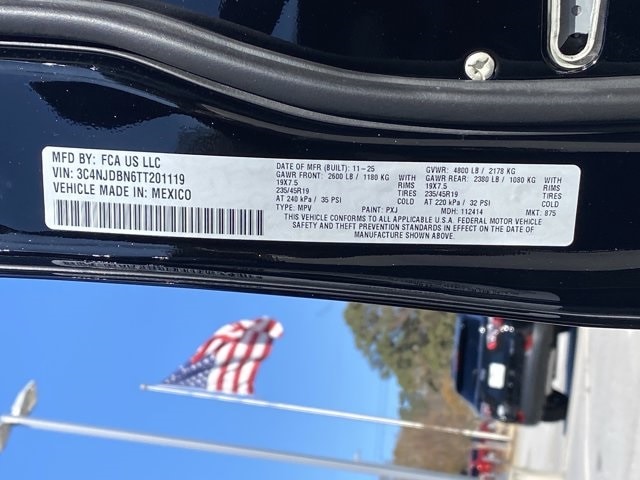 MFD BY: FCA US LLC
VIN: 3C4NJDBN6TT201119
VEHICLE MADE IN: MEXICO
DATE OF MFR (BUILT): 11-25
GAWR FRONT: 2600 LB / 1180 KG WITH
19X7.5 RIMS
235/45R19
AT 240 kPa / 35 PSI COLD
TYPE: MPV PAINT: PXJ
GVWR: 4800 LB / 2178 KG
GAWR REAR: 2380 LB / 1080 KG WITH
19X7.5 RIMS
235/45R19
AT 220 kPa / 32 PSI COLD
MDH: 112414 MKT: 875
THIS VEHICLE CONFORMS TO ALL APPLICABLE U.S.A. FEDERAL MOTOR VEHICLE
SAFETY AND THEFT PREVENTION STANDARDS IN EFFECT ON THE DATE OF
MANUFACTURE SHOWN ABOVE.